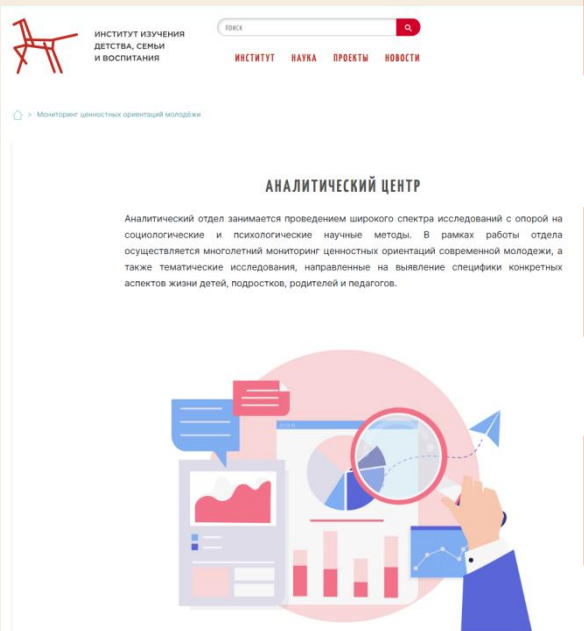 ИНСТИТУТ ИЗУЧЕНИЯ
ДЕТСТВА, СЕМЬИ
И ВОСПИТАНИЯ
ПОИСК
ИНСТИТУТ НАУКА ПРОЕКТЫ НОВОСТИ
> Мониторинг ценностных ориентаций молодёжи
АНАЛИТИЧЕСКИЙ ЦЕНТР
Аналитический отдел занимается проведением широкого спектра исследований с опорой на
социологические и психологические научные методы. В рамках работы отдела
осуществляется многолетний мониторинг ценностных ориентаций современной молодежи, а
также тематические исследования, направленные на выявление специфики конкретных
аспектов жизни детей, подростков, родителей и педагогов.